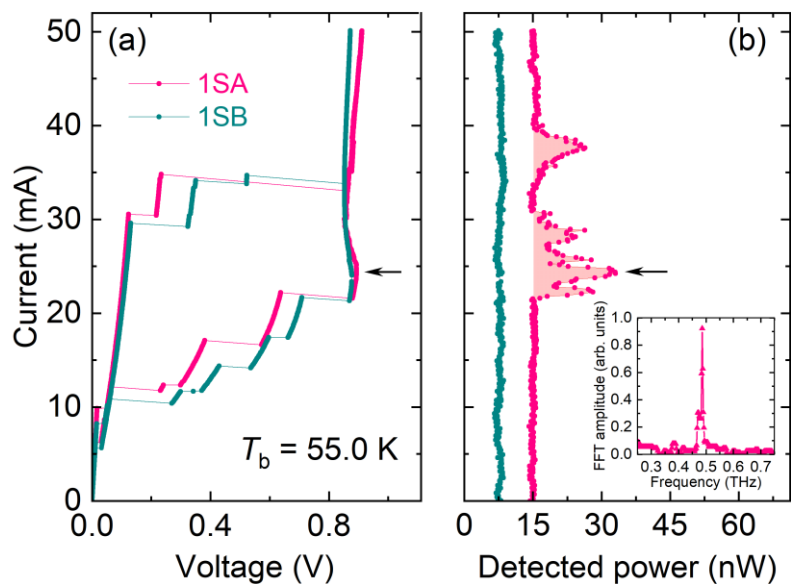 50
40
30
20
10
0
Current (mA)
(a)
1SA
1SB
T_b = 55.0 K
0.0
0.4
0.8
Voltage (V)
(b)
0
15
30
45
60
Detected power (nW)
1.0
0.8
0.6
0.4
0.2
0.0
FFT amplitude (arb. units)
0.3
0.4
0.5
0.6
0.7
Frequency (THz)